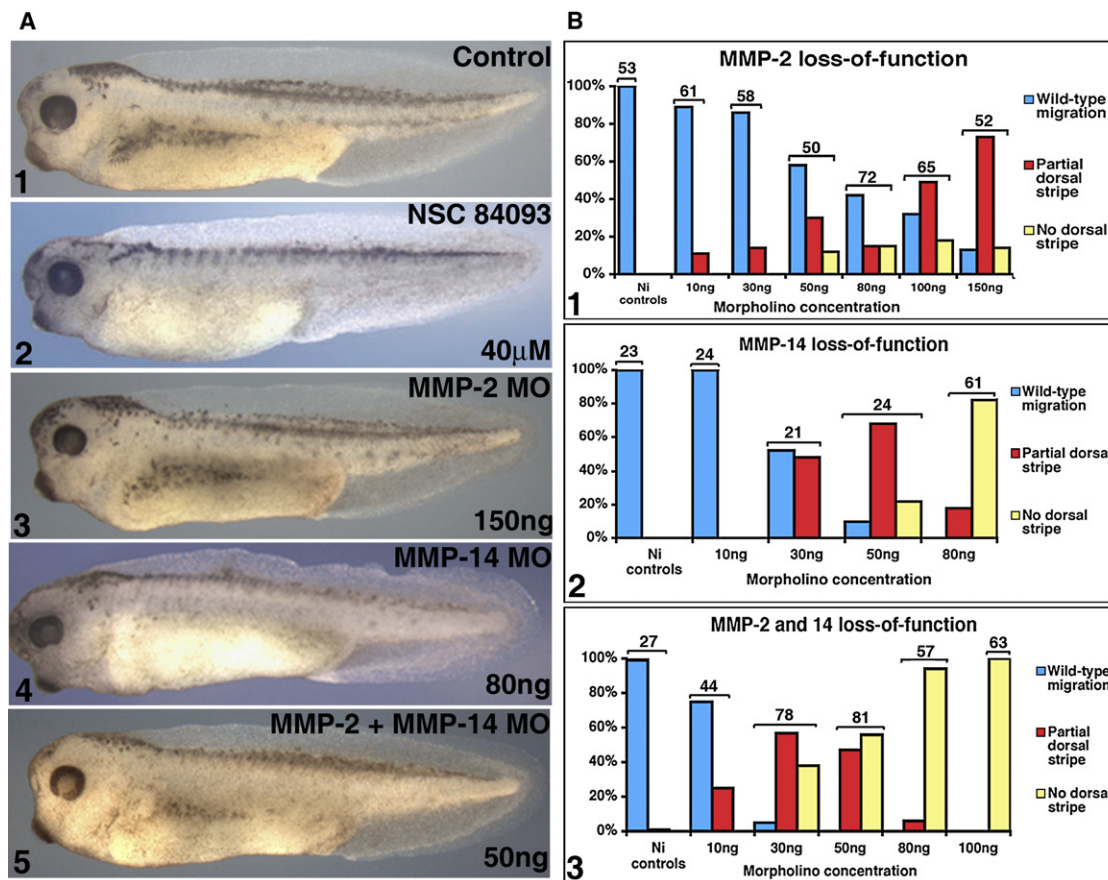 A
Control
1
NSC 84093
2
40µM
MMP-2 MO
3
150ng
MMP-14 MO
4
80ng
MMP-2 + MMP-14 MO
5
50ng
B
MMP-2 loss-of-function
53
61
58
50
72
65
52
100%
80%
60%
40%
20%
0%
Ni controls
10ng
30ng
50ng
80ng
100ng
150ng
Morpholino concentration
Wild-type
migration
Partial
dorsal
stripe
No dorsal
stripe
1
MMP-14 loss-of-function
23
24
21
24
61
100%
80%
60%
40%
20%
0%
Ni
controls
10ng
30ng
50ng
80ng
Morpholino concentration
Wild-type
migration
Partial dorsal
stripe
No dorsal
stripe
2
MMP-2 and 14 loss-of-function
27
44
78
81
57
63
100%
80%
60%
40%
20%
0%
Ni
controls
10ng
30ng
50ng
80ng
100ng
Morpholino concentration
Wild-type
migration
Partial
dorsal
stripe
No dorsal
stripe
3